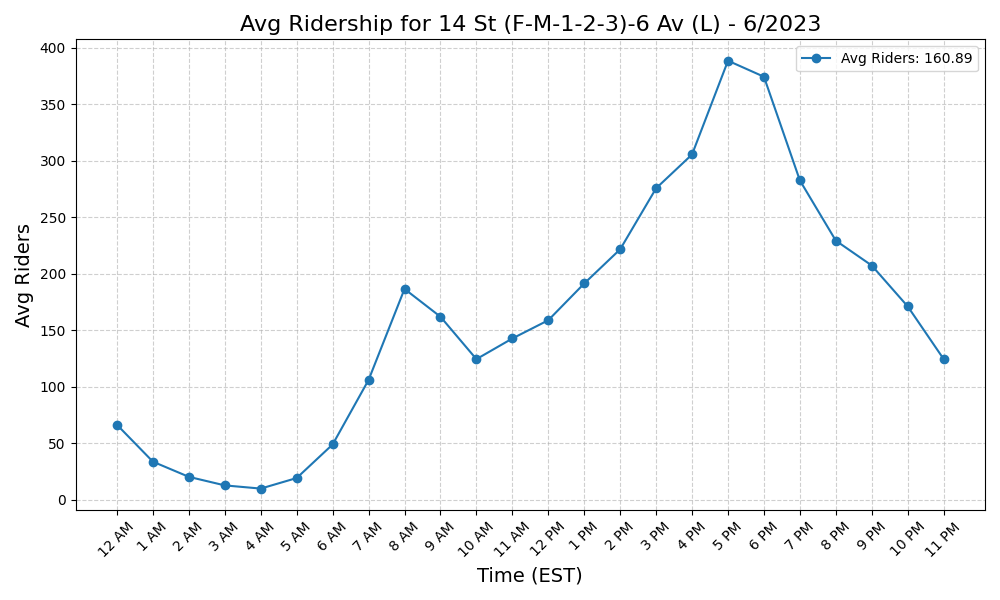 Avg Ridership for 14 St (F-M-1-2-3)-6 Av (L) - 6/2023
Avg Riders: 160.89
Avg Riders
400
350
300
250
200
150
100
50
0
12 AM 1 AM 2 AM 3 AM 4 AM 5 AM 6 AM 7 AM 8 AM 9 AM 10 AM 11 AM 12 PM 1 PM 2 PM 3 PM 4 PM 5 PM 6 PM 7 PM 8 PM 9 PM 10 PM 11 PM
Time (EST)